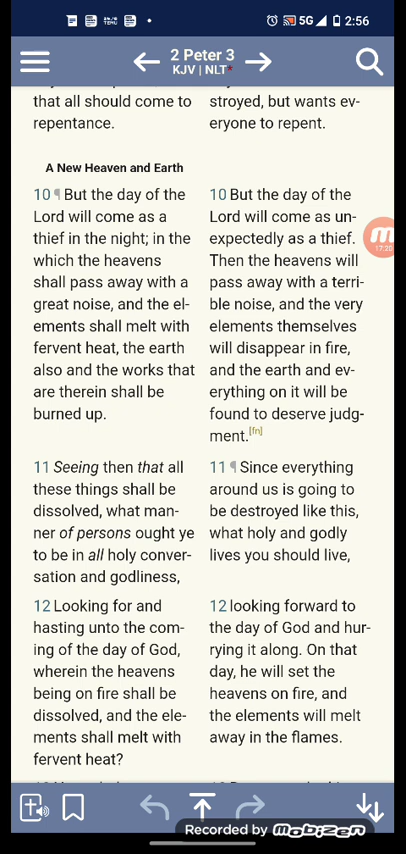 5G 2:56
2 Peter 3
KJV | NLT*
that all should come to
repentance.
A New Heaven and Earth
10 ¶ But the day of the
Lord will come as a
thief in the night; in the
which the heavens
shall pass away with a
great noise, and the el-
ements shall melt with
fervent heat, the earth
also and the works that
are therein shall be
burned up.
11 Seeing then that all
these things shall be
dissolved, what man-
ner of persons ought ye
to be in all holy conver-
sation and godliness,
12 Looking for and
hasting unto the com-
ing of the day of God,
wherein the heavens
being on fire shall be
dissolved, and the ele-
ments shall melt with
fervent heat?
stroyed, but wants ev-
eryone to repent.
10 But the day of the
Lord will come as un-
expectedly as a thief.
Then the heavens will
pass away with a terri-
ble noise, and the very
elements themselves
will disappear in fire,
and the earth and ev-
erything on it will be
found to deserve judg-
ment.[fn]
11 ¶ Since everything
around us is going to
be destroyed like this,
what holy and godly
lives you should live,
12 looking forward to
the day of God and hur-
rying it along. On that
day, he will set the
heavens on fire, and
the elements will melt
away in the flames.
m
17:20
Recorded by Mobizen